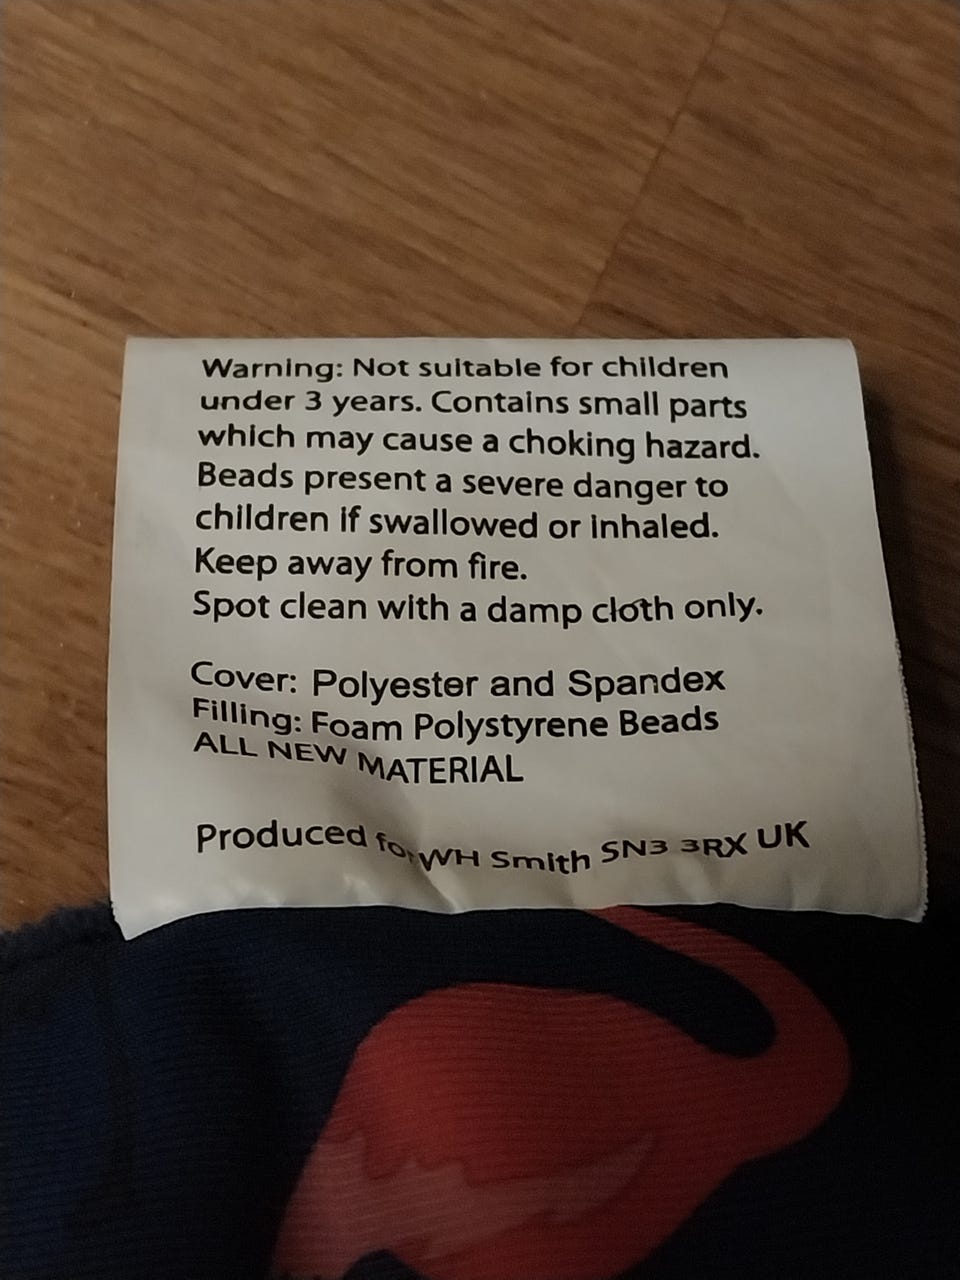 Warning: Not suitable for children
under 3 years. Contains small parts
which may cause a choking hazard.
Beads present a severe danger to
children if swallowed or inhaled.
Keep away from fire.
Spot clean with a damp cloth only.
Cover: Polyester and Spandex
Filling: Foam Polystyrene Beads
ALL NEW MATERIAL
Produced for WH Smith SN3 3RX UK